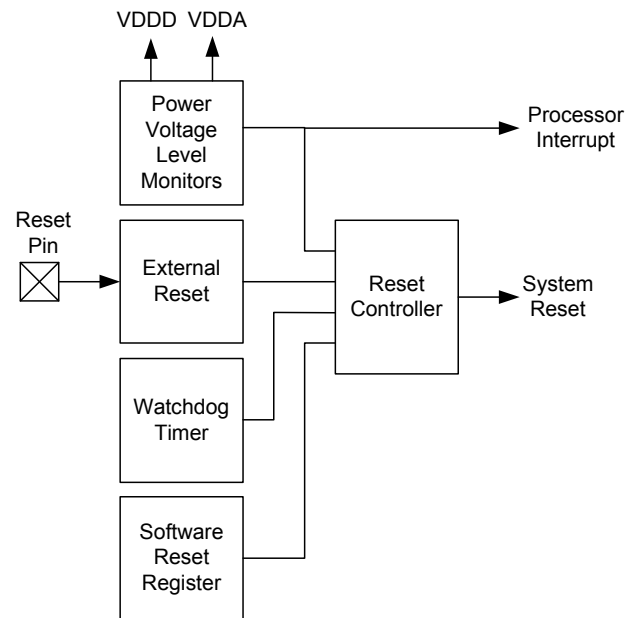 VDDD VDDA
Power
Voltage
Level
Monitors
Processor
Interrupt
Reset
Pin
External
Reset
Reset
Controller
System
Reset
Watchdog
Timer
Software
Reset
Register